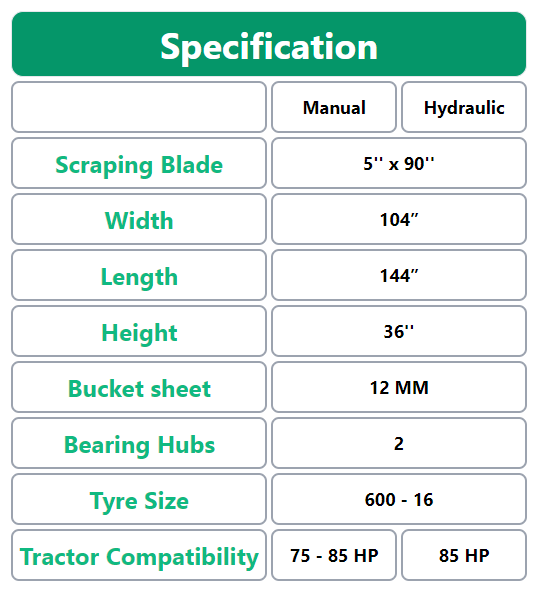 Specification
Manual Hydraulic
Scraping Blade 5'' x 90''
Width 104”
Length 144”
Height 36''
Bucket sheet 12 MM
Bearing Hubs 2
Tyre Size 600 - 16
Tractor Compatibility 75 - 85 HP 85 HP